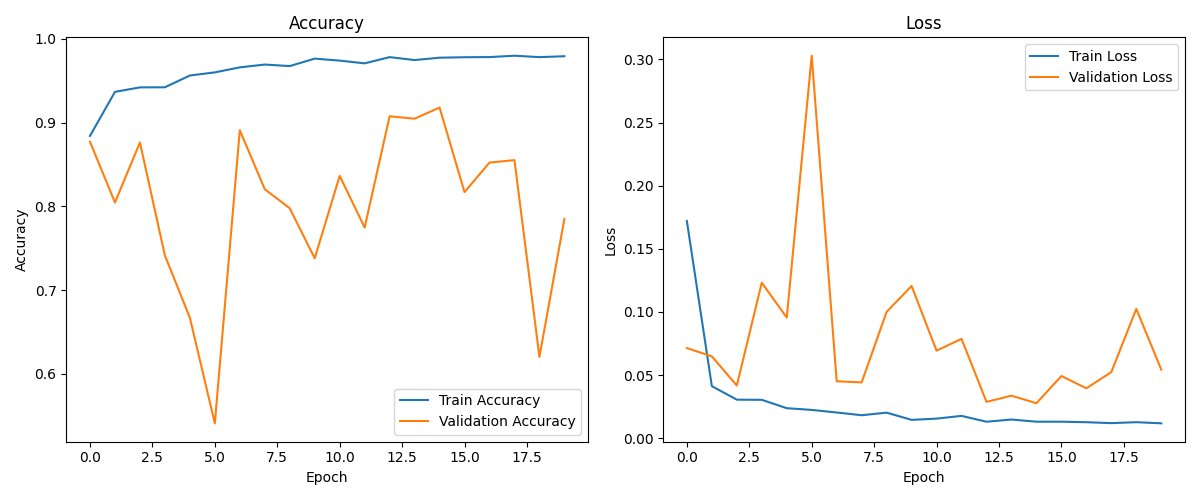 Accuracy
1.0
0.9
0.8
0.7
0.6
Accuracy
0.0 2.5 5.0 7.5 10.0 12.5 15.0 17.5
Epoch
Train Accuracy
Validation Accuracy
Loss
0.30
0.25
0.20
0.15
0.10
0.05
0.00
Loss
0.0 2.5 5.0 7.5 10.0 12.5 15.0 17.5
Epoch
Train Loss
Validation Loss